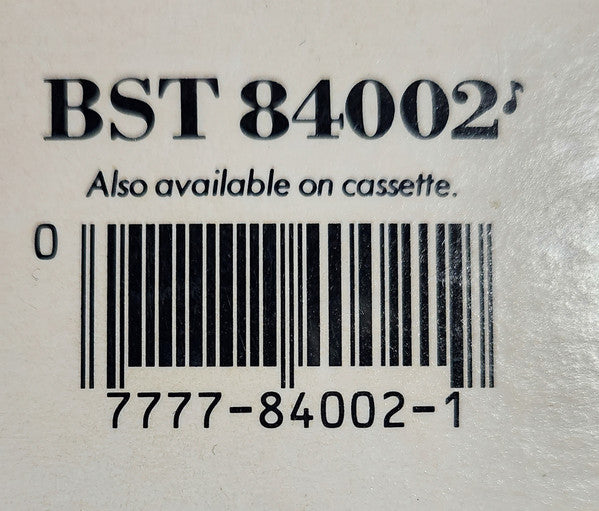 BST 84002♪
Also available on cassette.
0
7777-84002-1